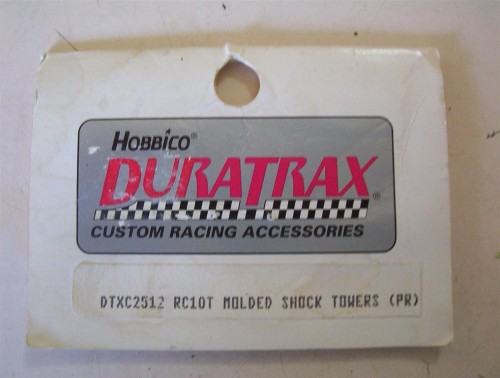 HOBBICO®
DURATRAX®
CUSTOM RACING ACCESSORIES
DTXC2512 RC10T MOLDED SHOCK TOWERS (PR)